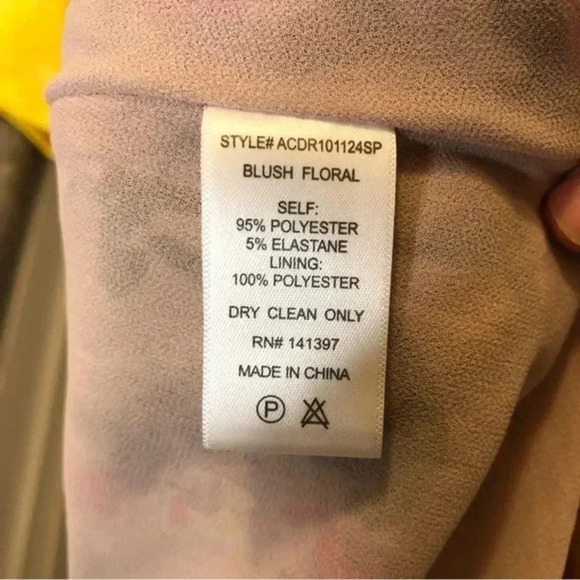 STYLE# ACDR101124SP
BLUSH FLORAL
SELF:
95% POLYESTER
5% ELASTANE
LINING:
100% POLYESTER
DRY CLEAN ONLY
RN# 141397
MADE IN CHINA
P